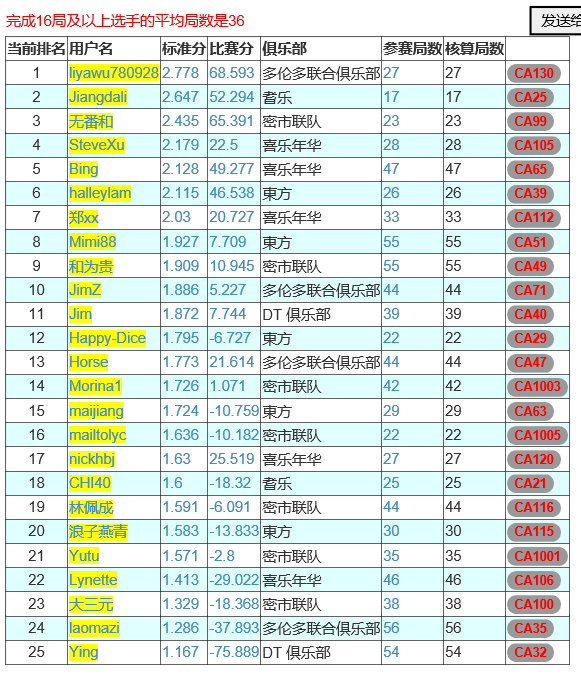 完成16局及以上选手的平均局数是36
发送给
当前排名 用户名 标准分 比赛分 俱乐部 参赛局数 核算局数
1 liyawu780928 2.778 68.593 多伦多联合俱乐部 27 27 CA130
2 Jiangdali 2.647 52.294 耆乐 17 17 CA25
3 无番和 2.435 65.391 密市联队 23 23 CA99
4 SteveXu 2.179 22.5 喜乐年华 28 28 CA105
5 Bing 2.128 49.277 喜乐年华 47 47 CA65
6 halleylam 2.115 46.538 東方 26 26 CA39
7 郑xx 2.03 20.727 喜乐年华 33 33 CA112
8 Mimi88 1.927 7.709 東方 55 55 CA51
9 和为贵 1.909 10.945 密市联队 55 55 CA49
10 JimZ 1.886 5.227 多伦多联合俱乐部 44 44 CA71
11 Jim 1.872 7.744 DT 俱乐部 39 39 CA40
12 Happy-Dice 1.795 -6.727 東方 22 22 CA29
13 Horse 1.773 21.614 多伦多联合俱乐部 44 44 CA47
14 Morina1 1.726 1.071 密市联队 42 42 CA1003
15 maijiang 1.724 -10.759 東方 29 29 CA63
16 mailtolyc 1.636 -10.182 密市联队 22 22 CA1005
17 nickhbj 1.63 25.519 喜乐年华 27 27 CA120
18 CHI40 1.6 -18.32 耆乐 25 25 CA21
19 林佩成 1.591 -6.091 密市联队 44 44 CA116
20 浪子燕青 1.583 -13.833 東方 30 30 CA115
21 Yutu 1.571 -2.8 密市联队 35 35 CA1001
22 Lynette 1.413 -29.022 喜乐年华 46 46 CA106
23 大三元 1.329 -18.368 密市联队 38 38 CA100
24 laomazi 1.286 -37.893 多伦多联合俱乐部 56 56 CA35
25 Ying 1.167 -75.889 DT 俱乐部 54 54 CA32